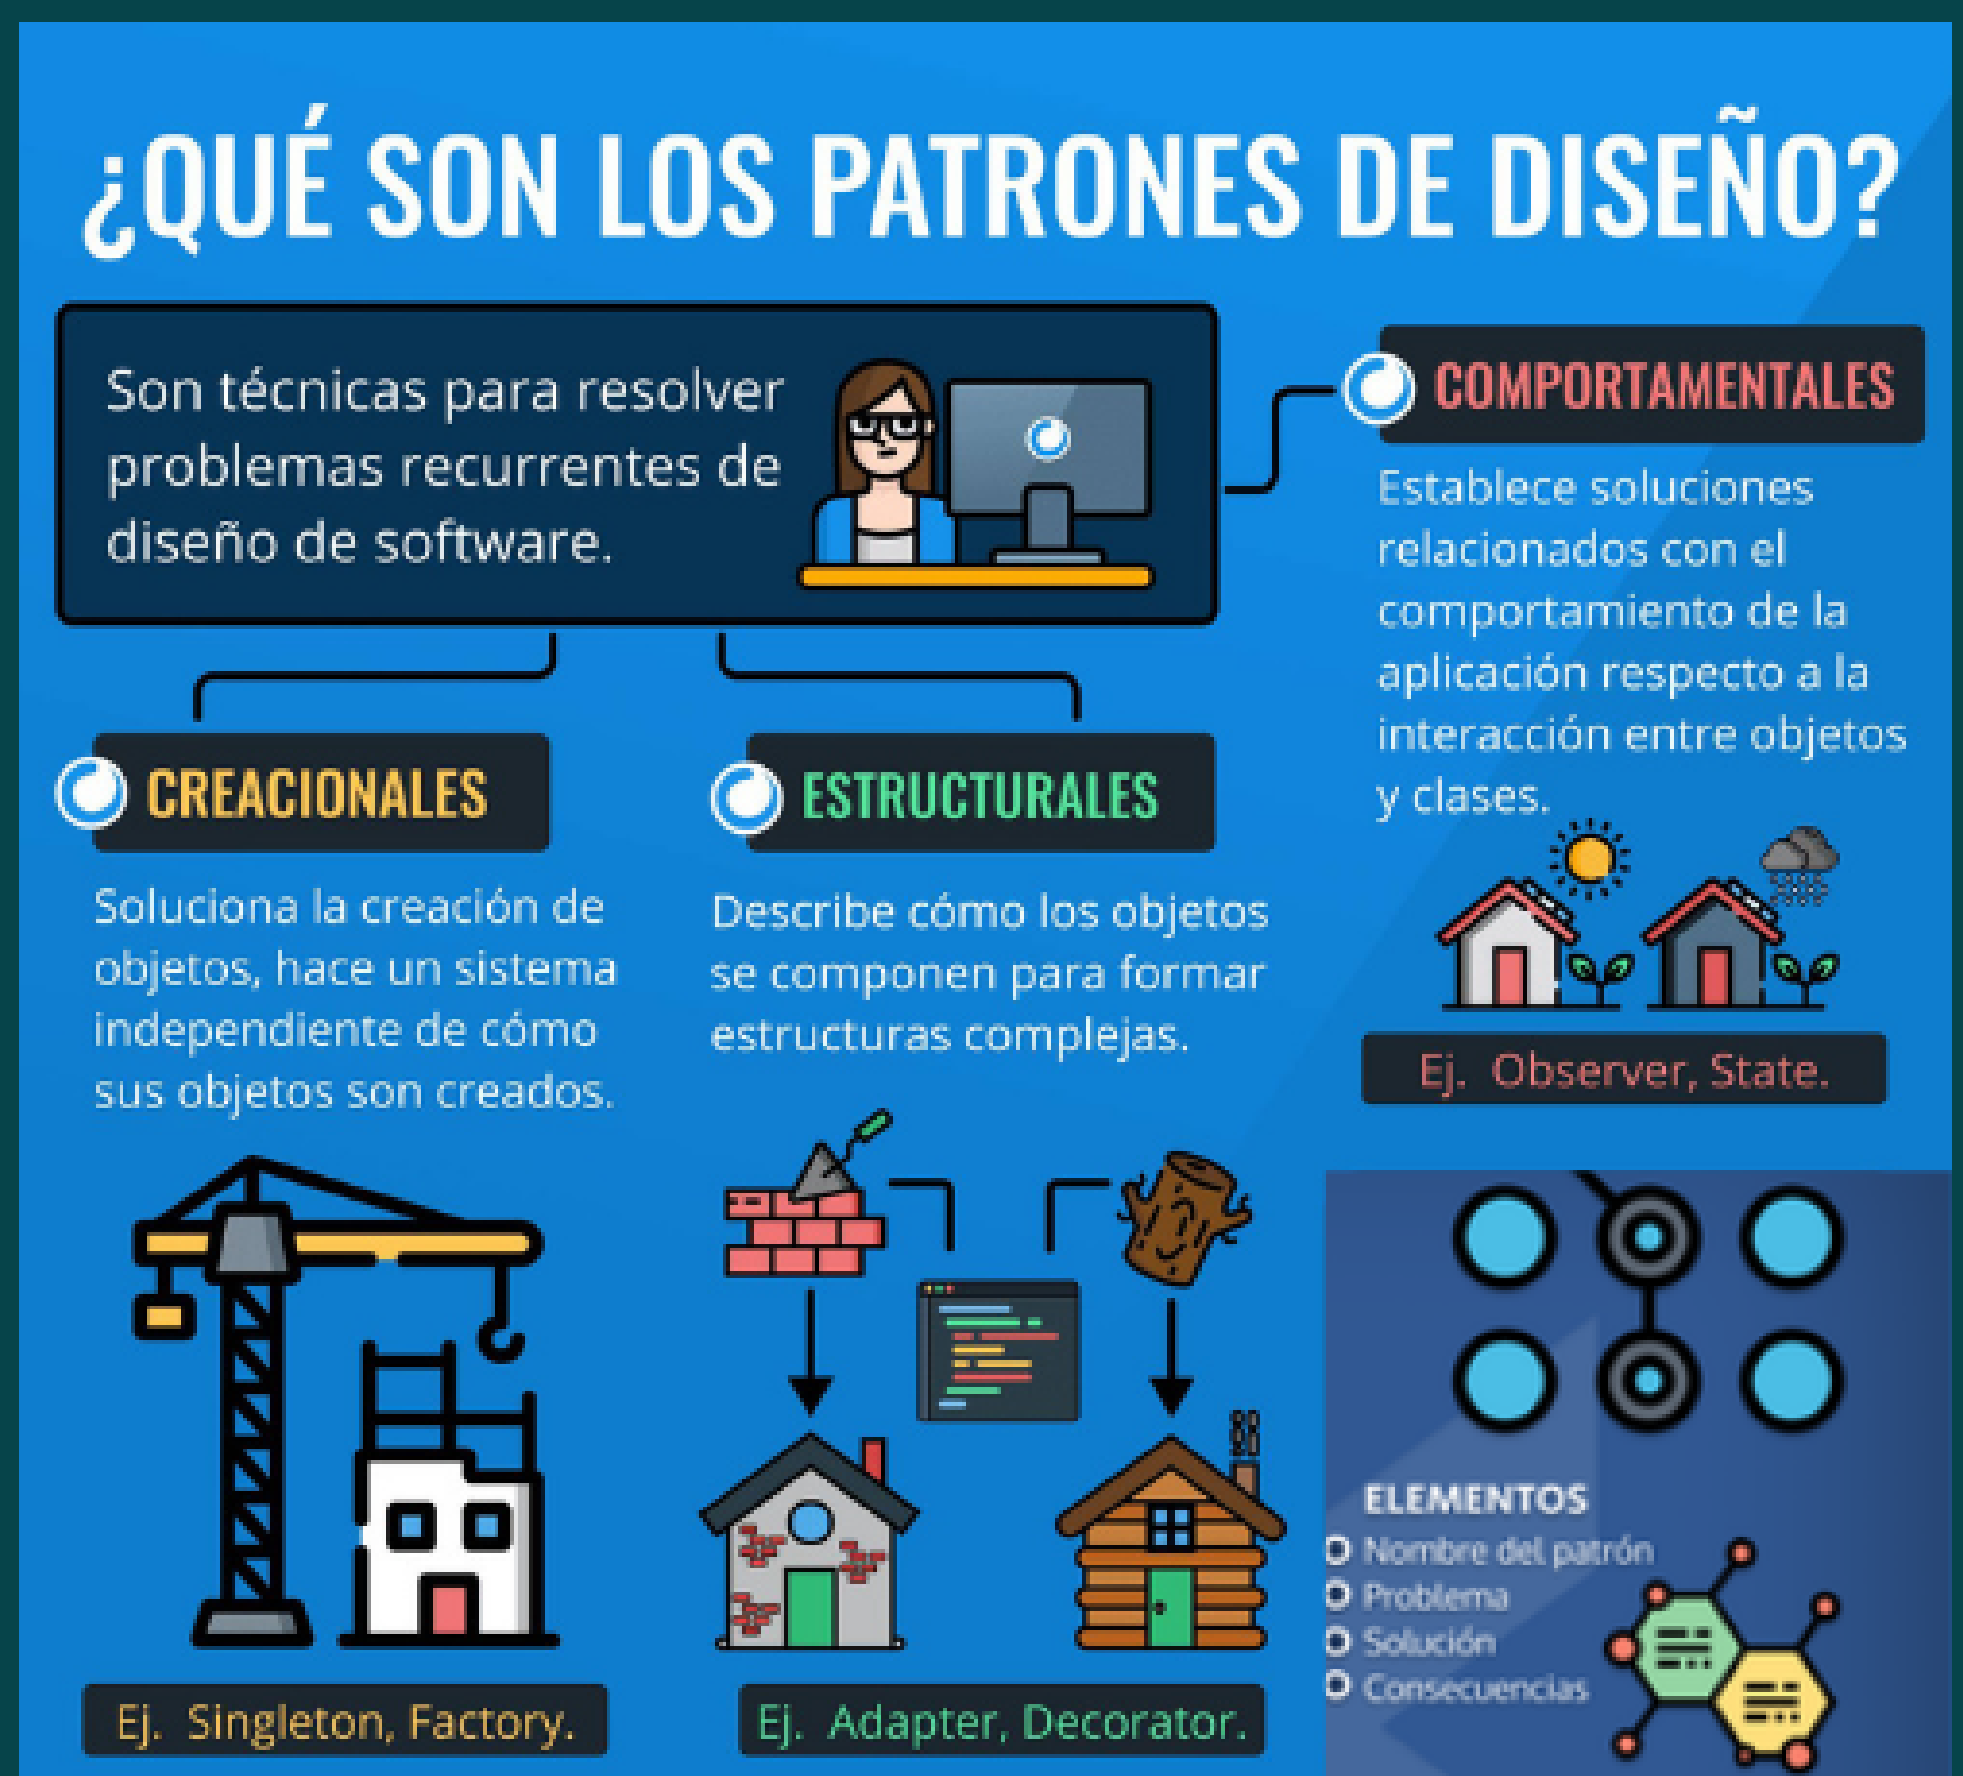 ¿QUÉ SON LOS PATRONES DE DISEÑO?
Son técnicas para resolver
problemas recurrentes de
diseño de software.
COMPORTAMENTALES
Establece soluciones
relacionados con el
comportamiento de la
aplicación respecto a la
interacción entre objetos
y clases.
Ej. Observer, State.
CREACIONALES
Soluciona la creación de
objetos, hace un sistema
independiente de cómo
sus objetos son creados.
Ej. Singleton, Factory.
ESTRUCTURALES
Describe cómo los objetos
se componen para formar
estructuras complejas.
Ej. Adapter, Decorator.
ELEMENTOS
Nombre del patrón
Problema
Solución
Consecuencias